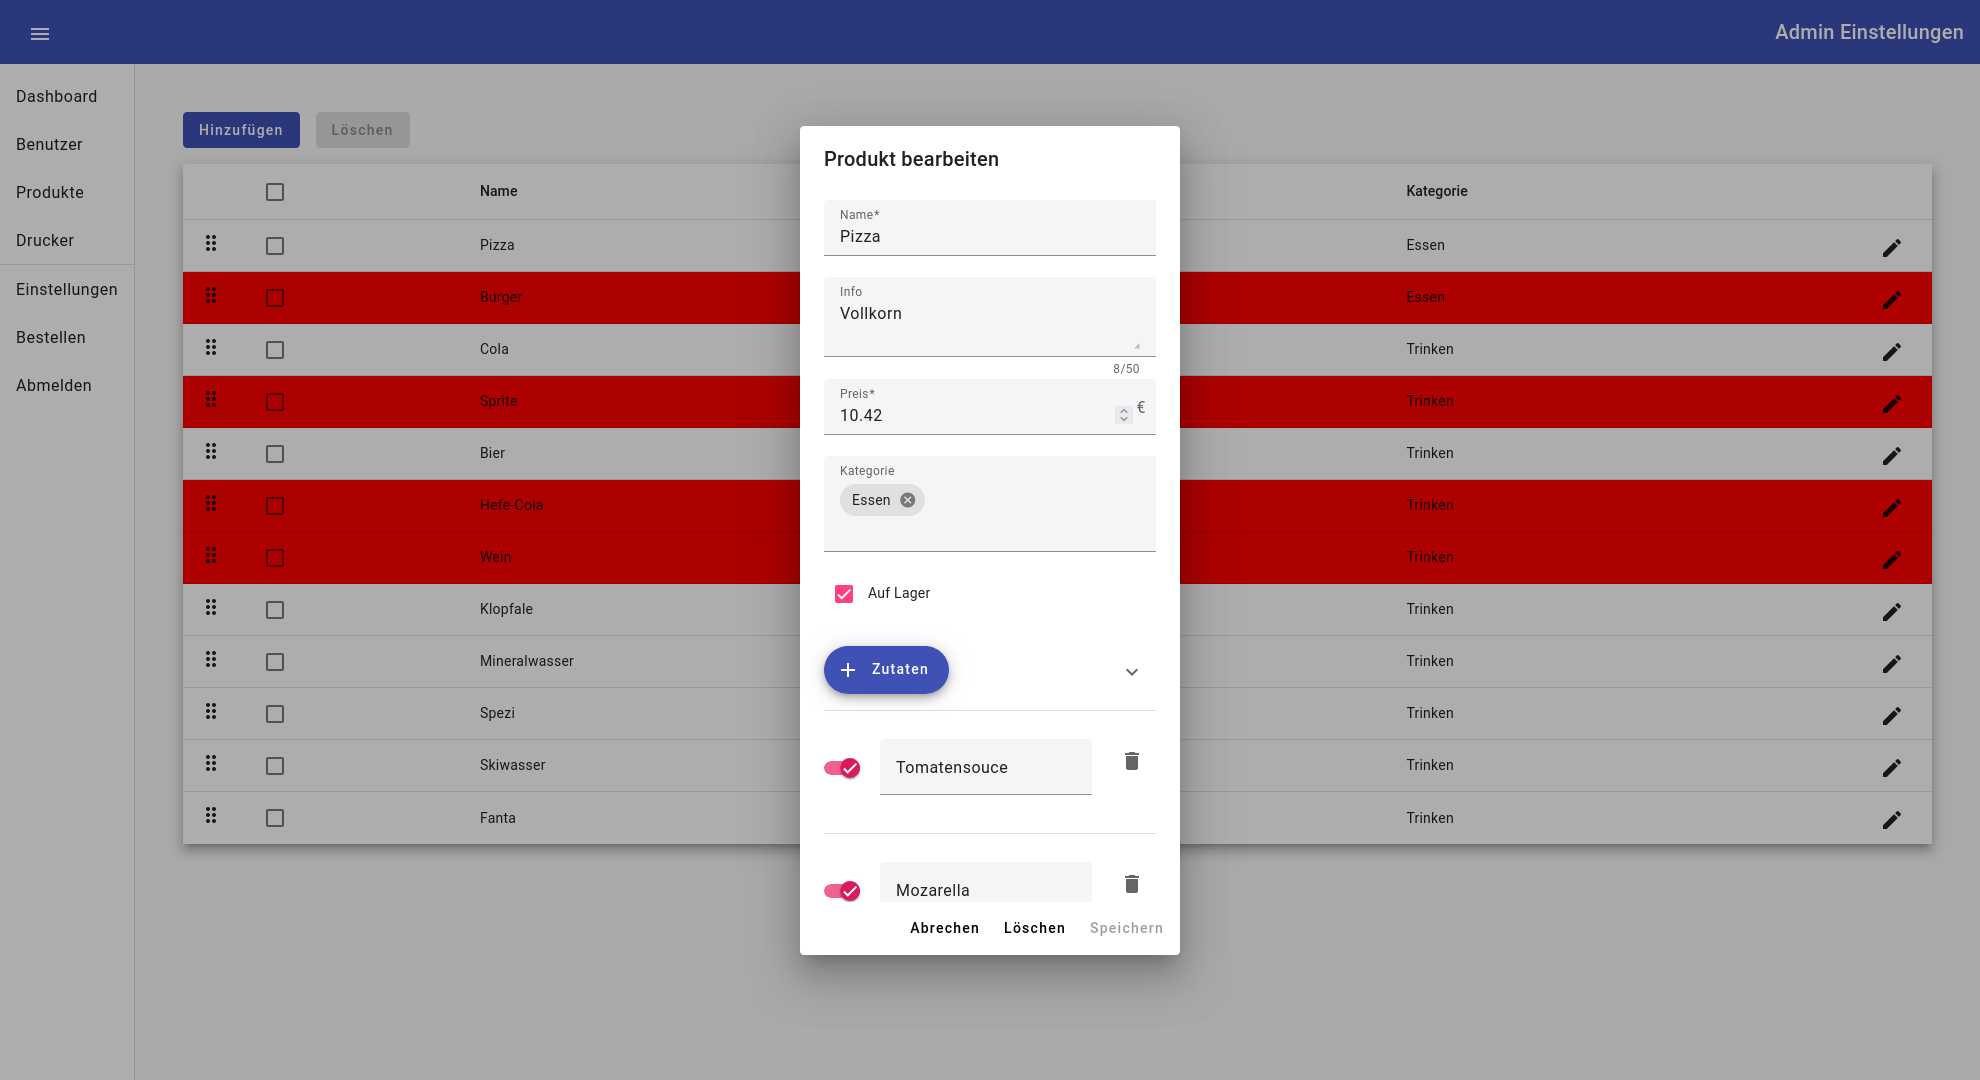 Admin Einstellungen
Dashboard
Benutzer
Produkte
Drucker
Einstellungen
Bestellen
Abmelden
Hinzufügen Löschen
Name Kategorie
Pizza Essen
Burger Essen
Cola Trinken
Sprite Trinken
Bier Trinken
Hefe-Cola Trinken
Wein Trinken
Klopfale Trinken
Mineralwasser Trinken
Spezi Trinken
Skiwasser Trinken
Fanta Trinken
Produkt bearbeiten
Name*
Pizza
Info
Vollkorn
8/50
Preis*
10.42 €
Kategorie
Essen
Auf Lager
Zutaten
Tomatensouce
Mozarella
Abrechen Löschen Speichern